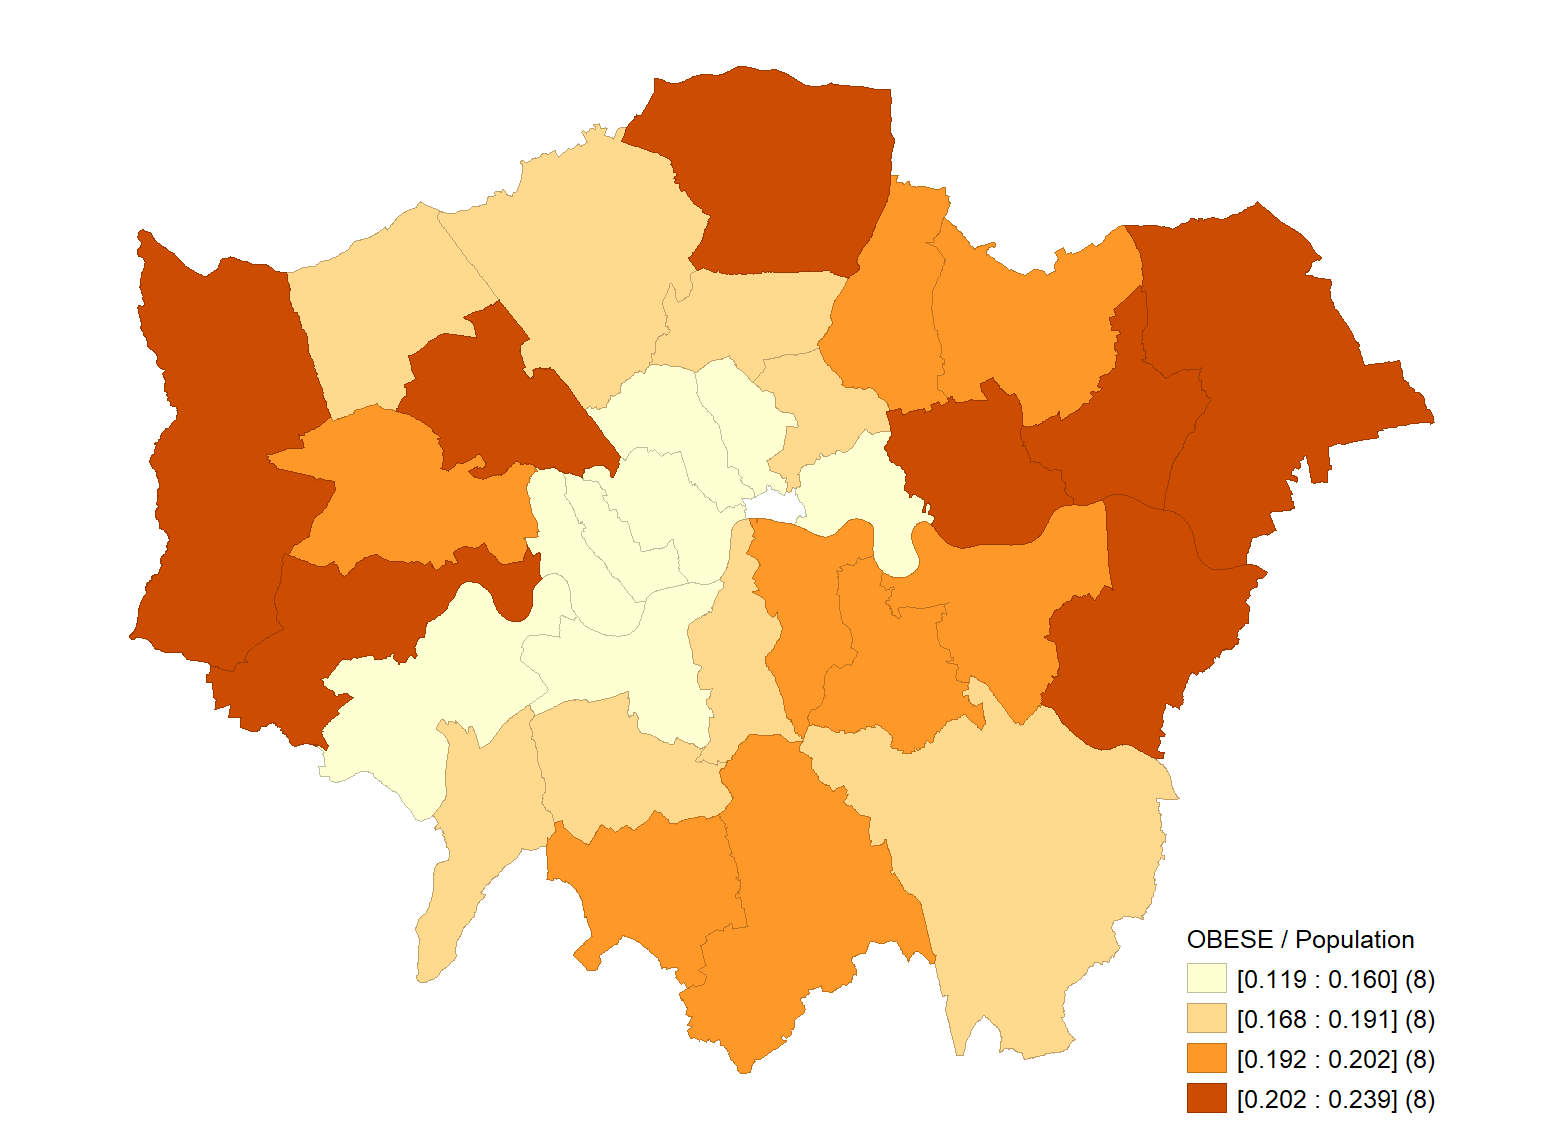 OBESE / Population
[0.119 : 0.160] (8)
[0.168 : 0.191] (8)
[0.192 : 0.202] (8)
[0.202 : 0.239] (8)